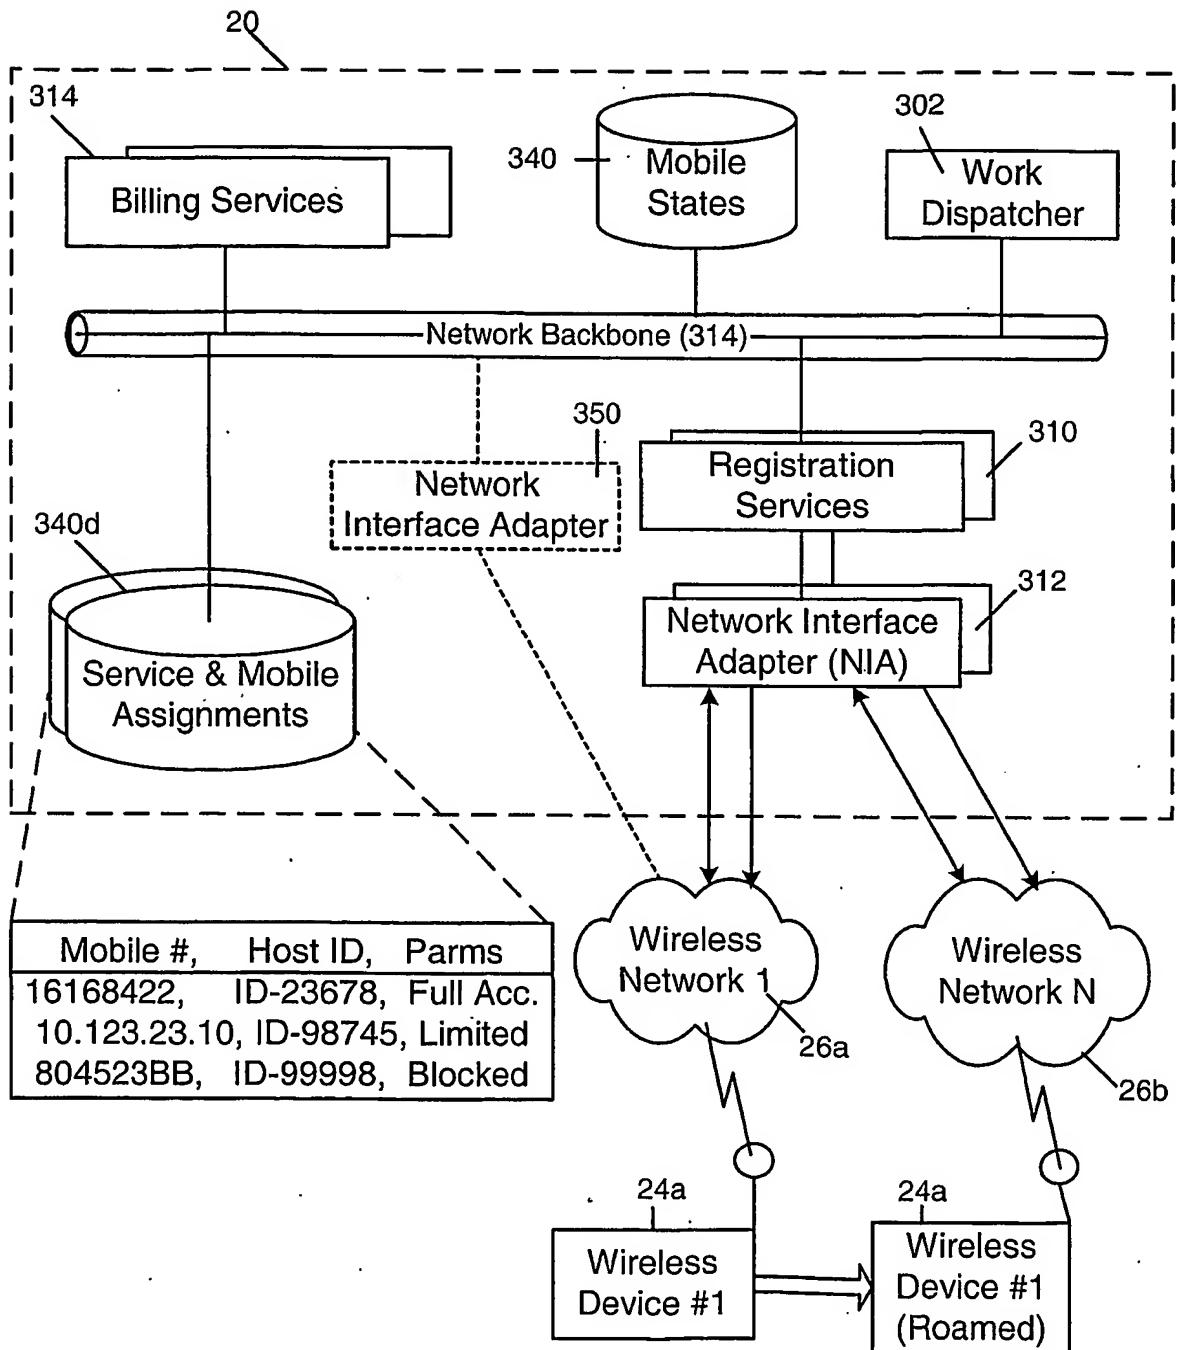 20
314
302
340
Billing Services
Mobile
States
Work
Dispatcher
Network Backbone (314)
350
310
Network
Interface Adapter
Registration
Services
340d
312
Network Interface
Adapter (NIA)
Service & Mobile
Assignments
Mobile #, Host ID, Parms
16168422, ID-23678, Full Acc.
10.123.23.10, ID-98745, Limited
804523BB, ID-99998, Blocked
Wireless
Network 1
26a
Wireless
Network N
26b
24a
24a
Wireless
Device #1
Wireless
Device #1
(Roamed)